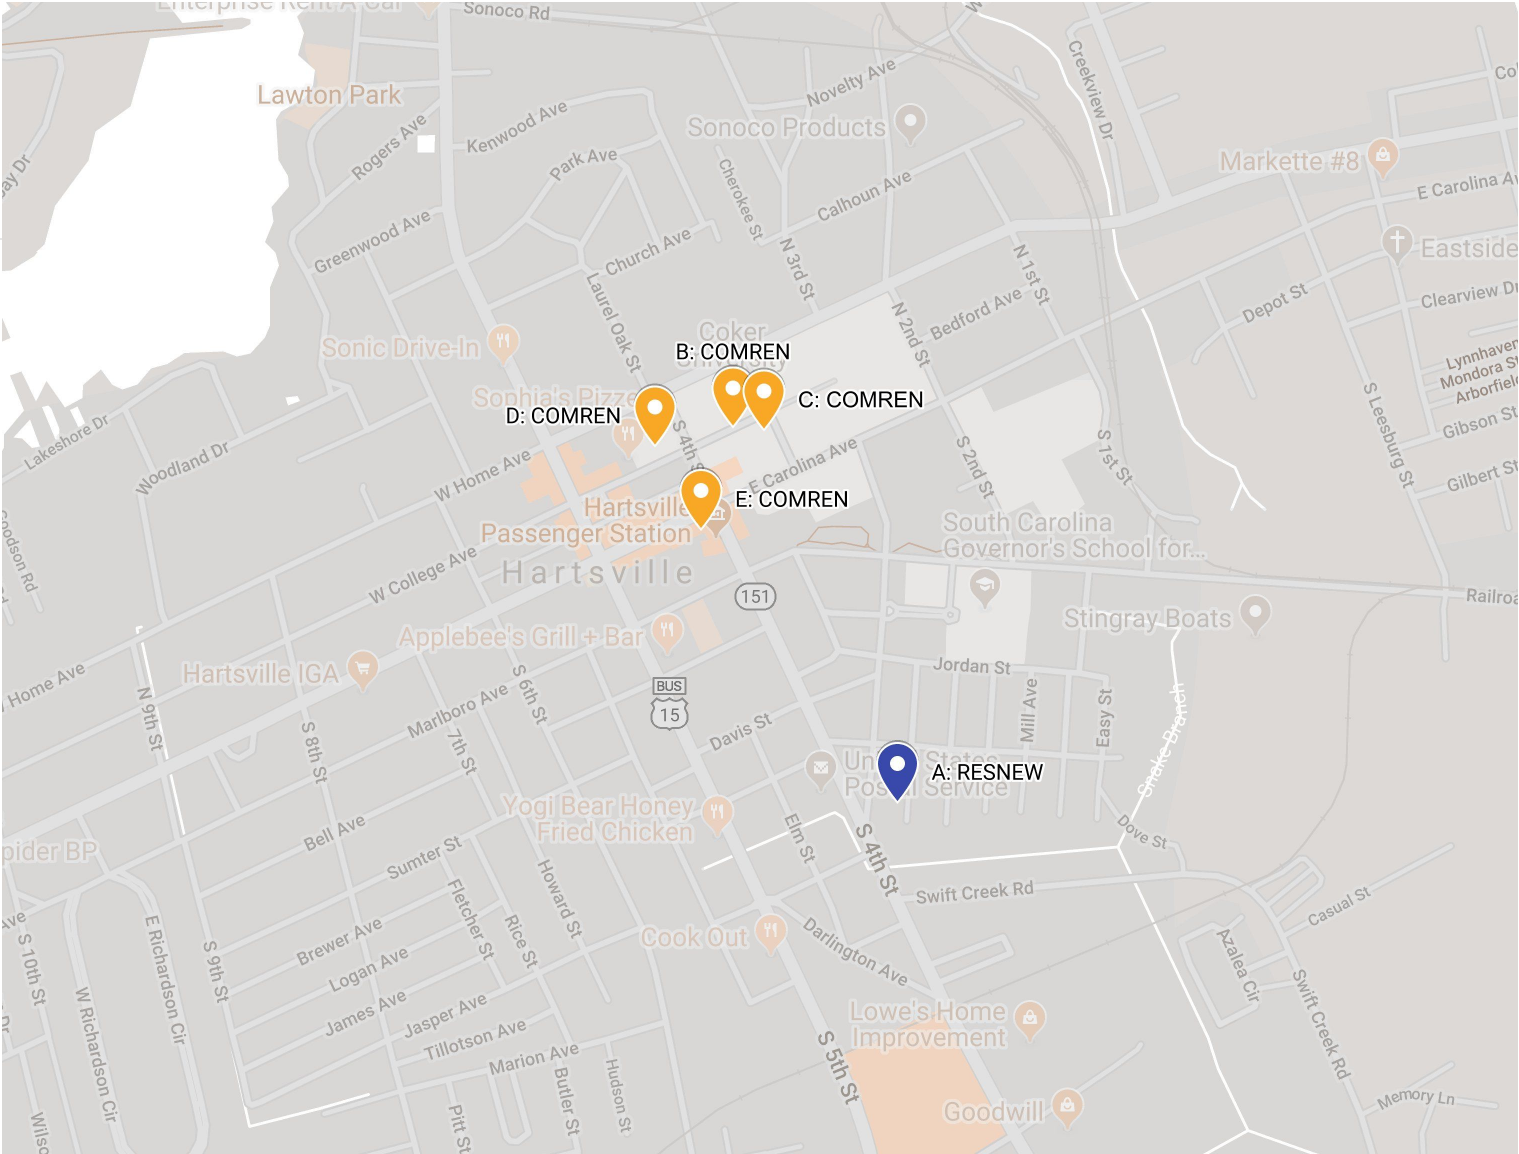 Enterprise Rent-A-Car
Sonoco Rd
Lawton Park
Rogers Ave
Kenwood Ave
Park Ave
Novelty Ave
Creekview Dr
Sonoco Products
Markette #8
Cherokee St
Calhoun Ave
E Carolina Av
Greenwood Ave
Church Ave
N 3rd St
N 1st St
Eastside
Laurel Oak St
Depot St
Clearview Dr
Bedford Ave
N 2nd St
Sonic Drive-In
Coker
University
B: COMREN
Lynnhaven
Mondora St
Arborfield
Sophia's Pizze
D: COMREN
C: COMREN
S Leesburg St
Gibson St
Lakeshore Dr
Woodland Dr
W Home Ave
S 4th S
E Carolina Ave
S 2nd St
S 1st St
Gilbert St
E: COMREN
Hartsville
Passenger Station
South Carolina
Governor's School for...
Goodson Rd
Hartsville
W College Ave
151
Railroa
Stingray Boats
Applebee's Grill + Bar
Hartsville IGA
Home Ave
Jordan St
BUS
15
N 9th St
S 8th St
Marlboro Ave
S 6th St
7th St
Davis St
Mill Ave
Easy St
Snake Branch
United States
Postal Service
A: RESNEW
Yogi Bear Honey
Fried Chicken
Elm St
S 4th St
Dove St
Bell Ave
Sumter St
pider BP
Howard St
Swift Creek Rd
Casual St
Fletcher St
Rice St
Brewer Ave
Logan Ave
Cook Out
Darlington Ave
Azalea Cir
Ave
S 10th St
E Richardson Cir
S 9th St
W Richardson Cir
James Ave
Jasper Ave
Tillotson Ave
Marion Ave
Lowe's Home
Improvement
Swift Creek Rd
S 5th St
Hudson St
Butler St
Pitt St
Goodwill
Memory Ln